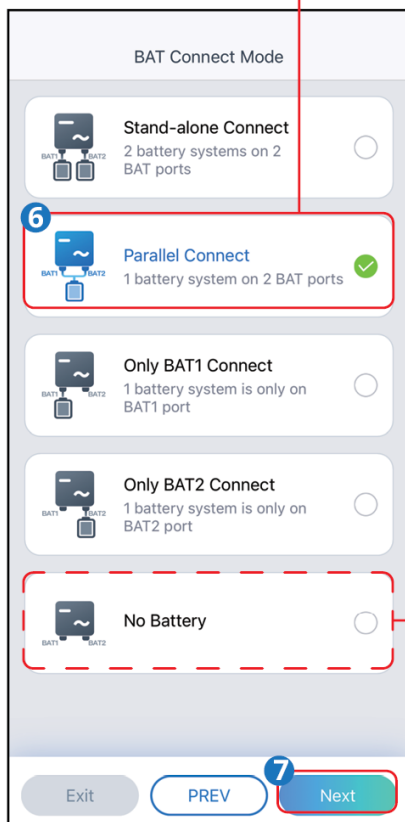 BAT Connect Mode
Stand-alone Connect
2 battery systems on 2
BAT ports
BAT1 BAT2
6
Parallel Connect
1 battery system on 2 BAT ports
BAT1 BAT2
Only BAT1 Connect
1 battery system is only on
BAT1 port
BAT1 BAT2
Only BAT2 Connect
1 battery system is only on
BAT2 port
BAT1 BAT2
No Battery
BAT1 BAT2
7
Exit PREV Next